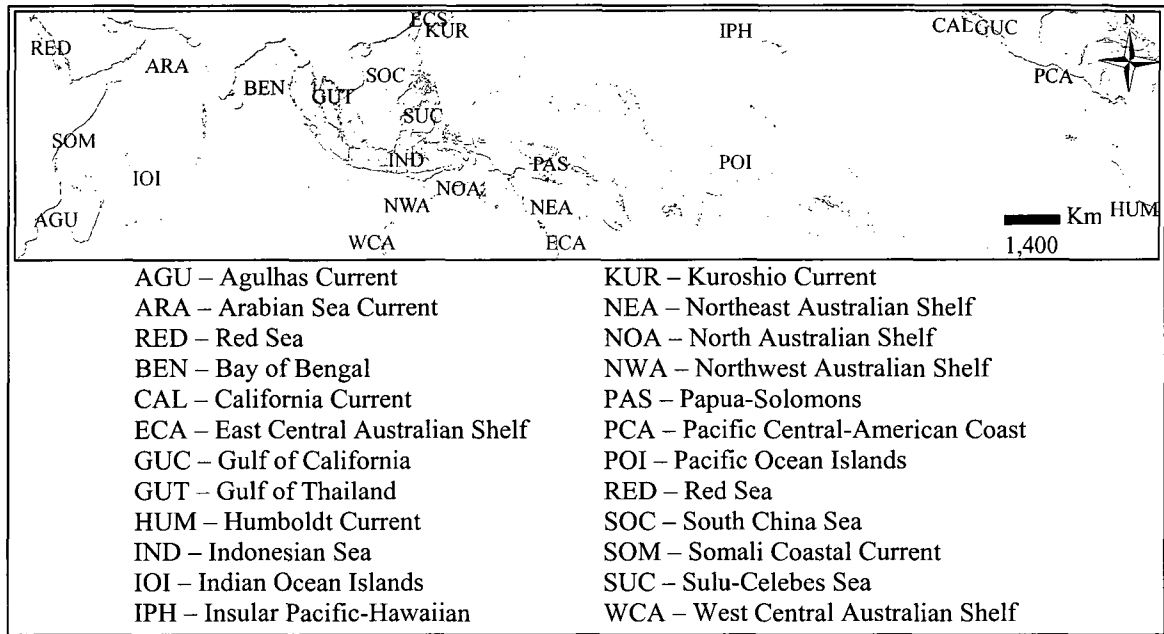 ECS
RED KUR IPH CAL GUC N
ARA SOC PCA
BEN GUT
SUC
SOM
IND PAS POI
IOI NOA
NWA NEA
AGU HUM
Km
WCA ECA 1,400
AGU – Agulhas Current
ARA – Arabian Sea Current
RED – Red Sea
BEN – Bay of Bengal
CAL – California Current
ECA – East Central Australian Shelf
GUC – Gulf of California
GUT – Gulf of Thailand
HUM – Humboldt Current
IND – Indonesian Sea
IOI – Indian Ocean Islands
IPH – Insular Pacific-Hawaiian
KUR – Kuroshio Current
NEA – Northeast Australian Shelf
NOA – North Australian Shelf
NWA – Northwest Australian Shelf
PAS – Papua-Solomons
PCA – Pacific Central-American Coast
POI – Pacific Ocean Islands
RED – Red Sea
SOC – South China Sea
SOM – Somali Coastal Current
SUC – Sulu-Celebes Sea
WCA – West Central Australian Shelf